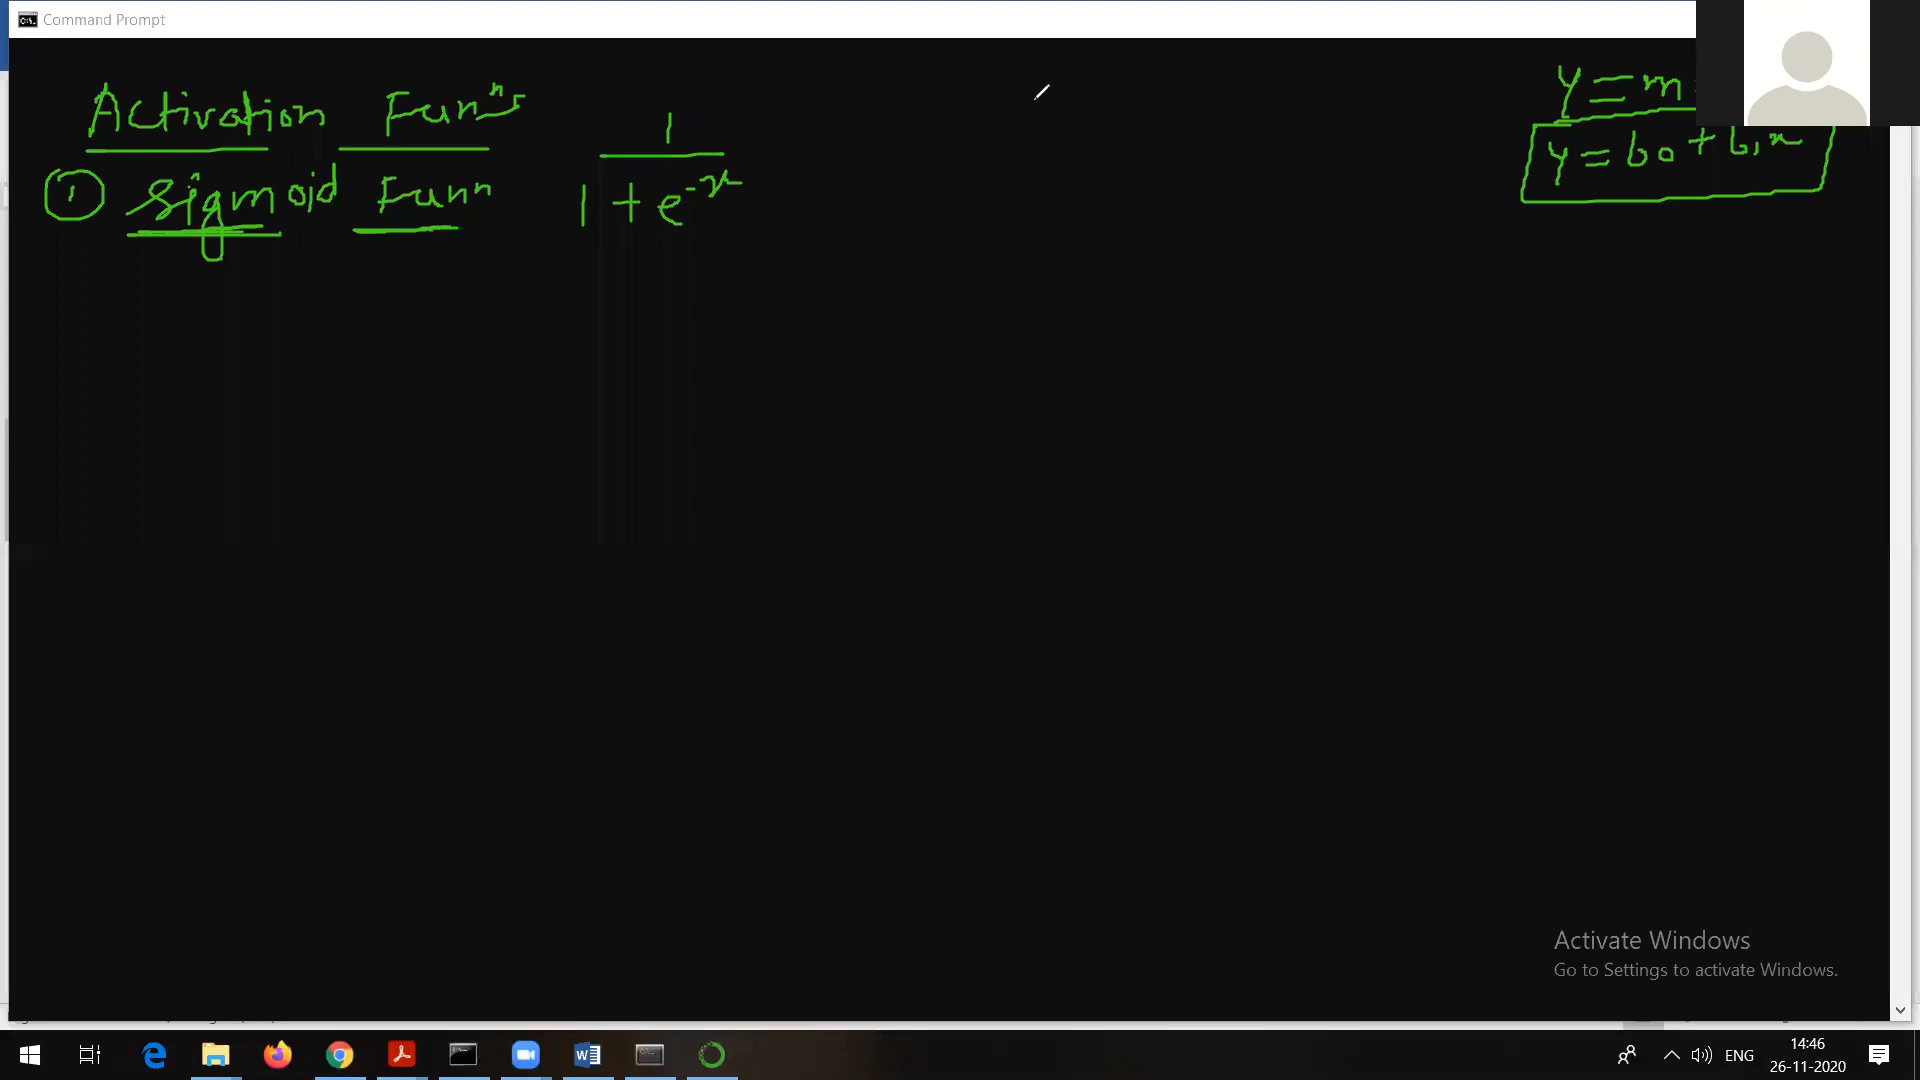 Command Prompt
Activation Funⁿs
① Sigmoid Funn
1
1 + e^-x
y = m
y = b0 + b1x
Activate Windows
Go to Settings to activate Windows.
ENG
14:46
26-11-2020